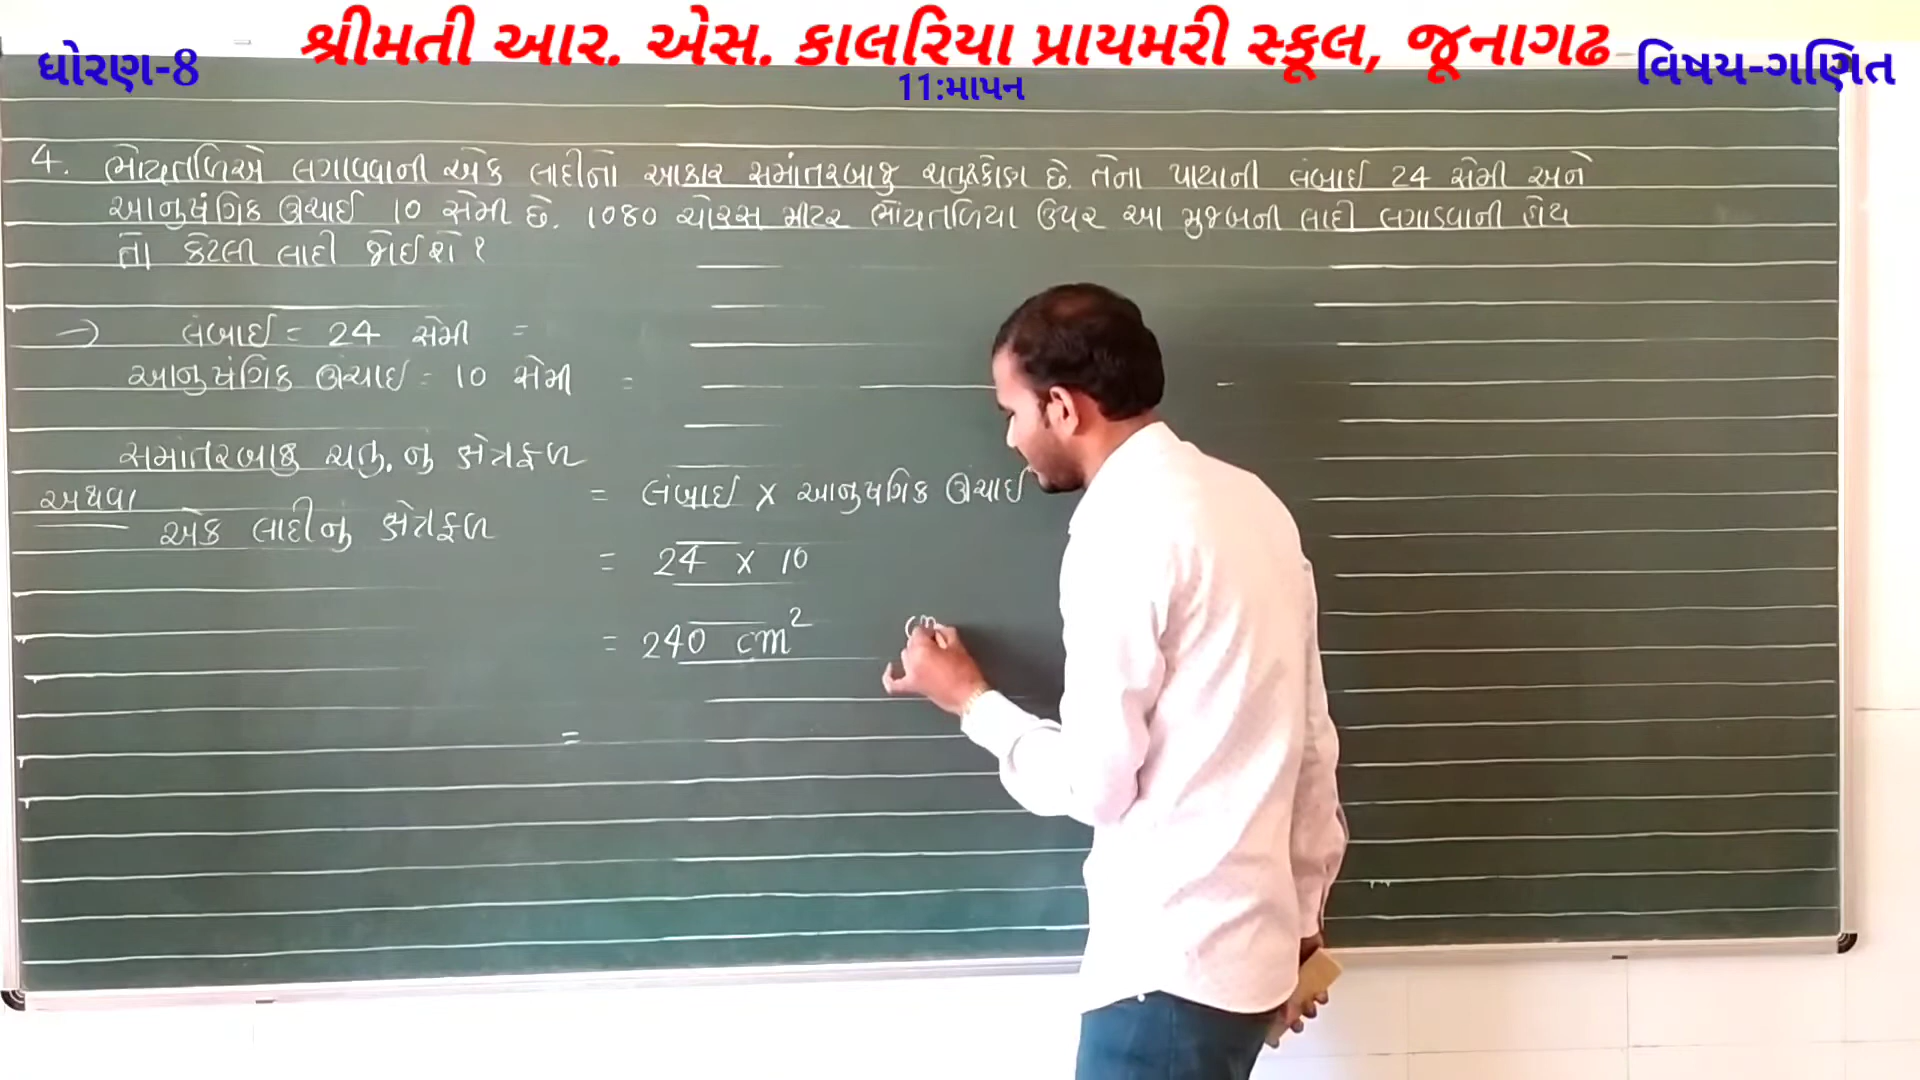 શ્રીમતી આર. એસ. કાલરિયા પ્રાયમરી સ્કૂલ, જૂનાગઢ
ધોરણ-8
વિષય-ગણિત
11:માપન
4. ભોંયતળિએ લગાવવાની એક લાદીનો આકાર સમાંતરબાજુ ચતુષ્કોણ છે. તેના પાયાની લંબાઈ 24 સેમી અને
આનુષંગિક ઊંચાઈ 10 સેમી છે. 1080 ચોરસ મીટર ભોંયતળિયા ઉપર આ મુજબની લાદી લગાડવાની હોય
તો કેટલી લાદી જોઈશે ?
→ લંબાઈ = 24 સેમી =
આનુષંગિક ઊંચાઈ = 10 સેમી =
સમાંતરબાજુ ચતુ. નુ ક્ષેત્રફળ
અથવા
એક લાદીનું ક્ષેત્રફળ
= લંબાઈ x આનુષંગિક ઊંચાઈ
= 24 x 10
= 240 cm²
cm
=